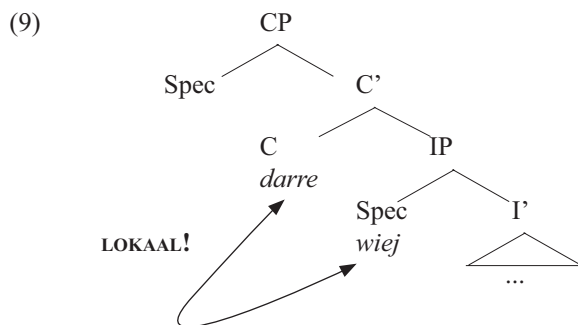 (9) CP
Spec C’
C IP
darre
Spec I’
LOKAAL! wiej
...